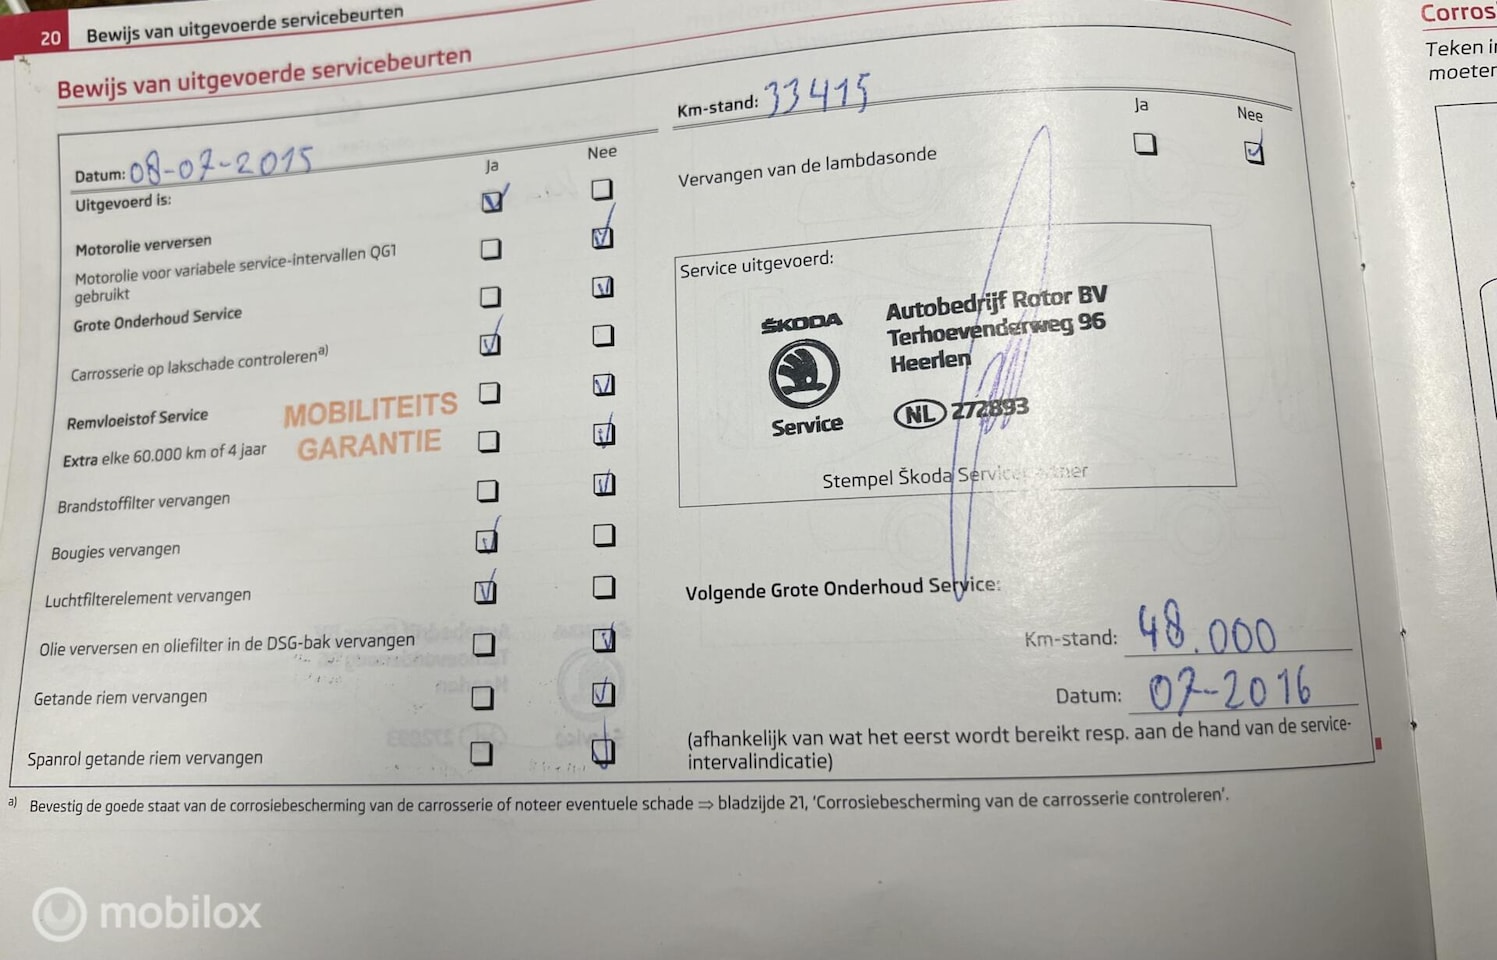 20 Bewijs van uitgevoerde servicebeurten
Bewijs van uitgevoerde servicebeurten
Datum: 08-07-2015
Ja
Nee
Uitgevoerd is:
Motorolie verversen
Motorolie voor variabele service-intervallen QG1
gebruikt
Grote Onderhoud Service
Carrosserie op lakschade controleren a)
Remvloeistof Service
Extra elke 60.000 km of 4 jaar
MOBILITEITS
GARANTIE
Brandstoffilter vervangen
Bougies vervangen
Luchtfilterelement vervangen
Olie verversen en oliefilter in de DSG-bak vervangen
Getande riem vervangen
Spanrol getande riem vervangen
Km-stand: 33415
Ja
Nee
Vervangen van de lambdasonde
Service uitgevoerd:
ŠKODA
Service
Autobedrijf Rotor BV
Terhoevenderweg 96
Heerlen
NL 272893
Stempel Škoda Service
Volgende Grote Onderhoud Service:
Km-stand: 48.000
Datum: 07-2016
(afhankelijk van wat het eerst wordt bereikt resp. aan de hand van de service-
intervalindicatie)
a) Bevestig de goede staat van de corrosiebescherming van de carrosserie of noteer eventuele schade ⇒ bladzijde 21, 'Corrosiebescherming van de carrosserie controleren'.
Corros
Teken in
moeten
mobilox